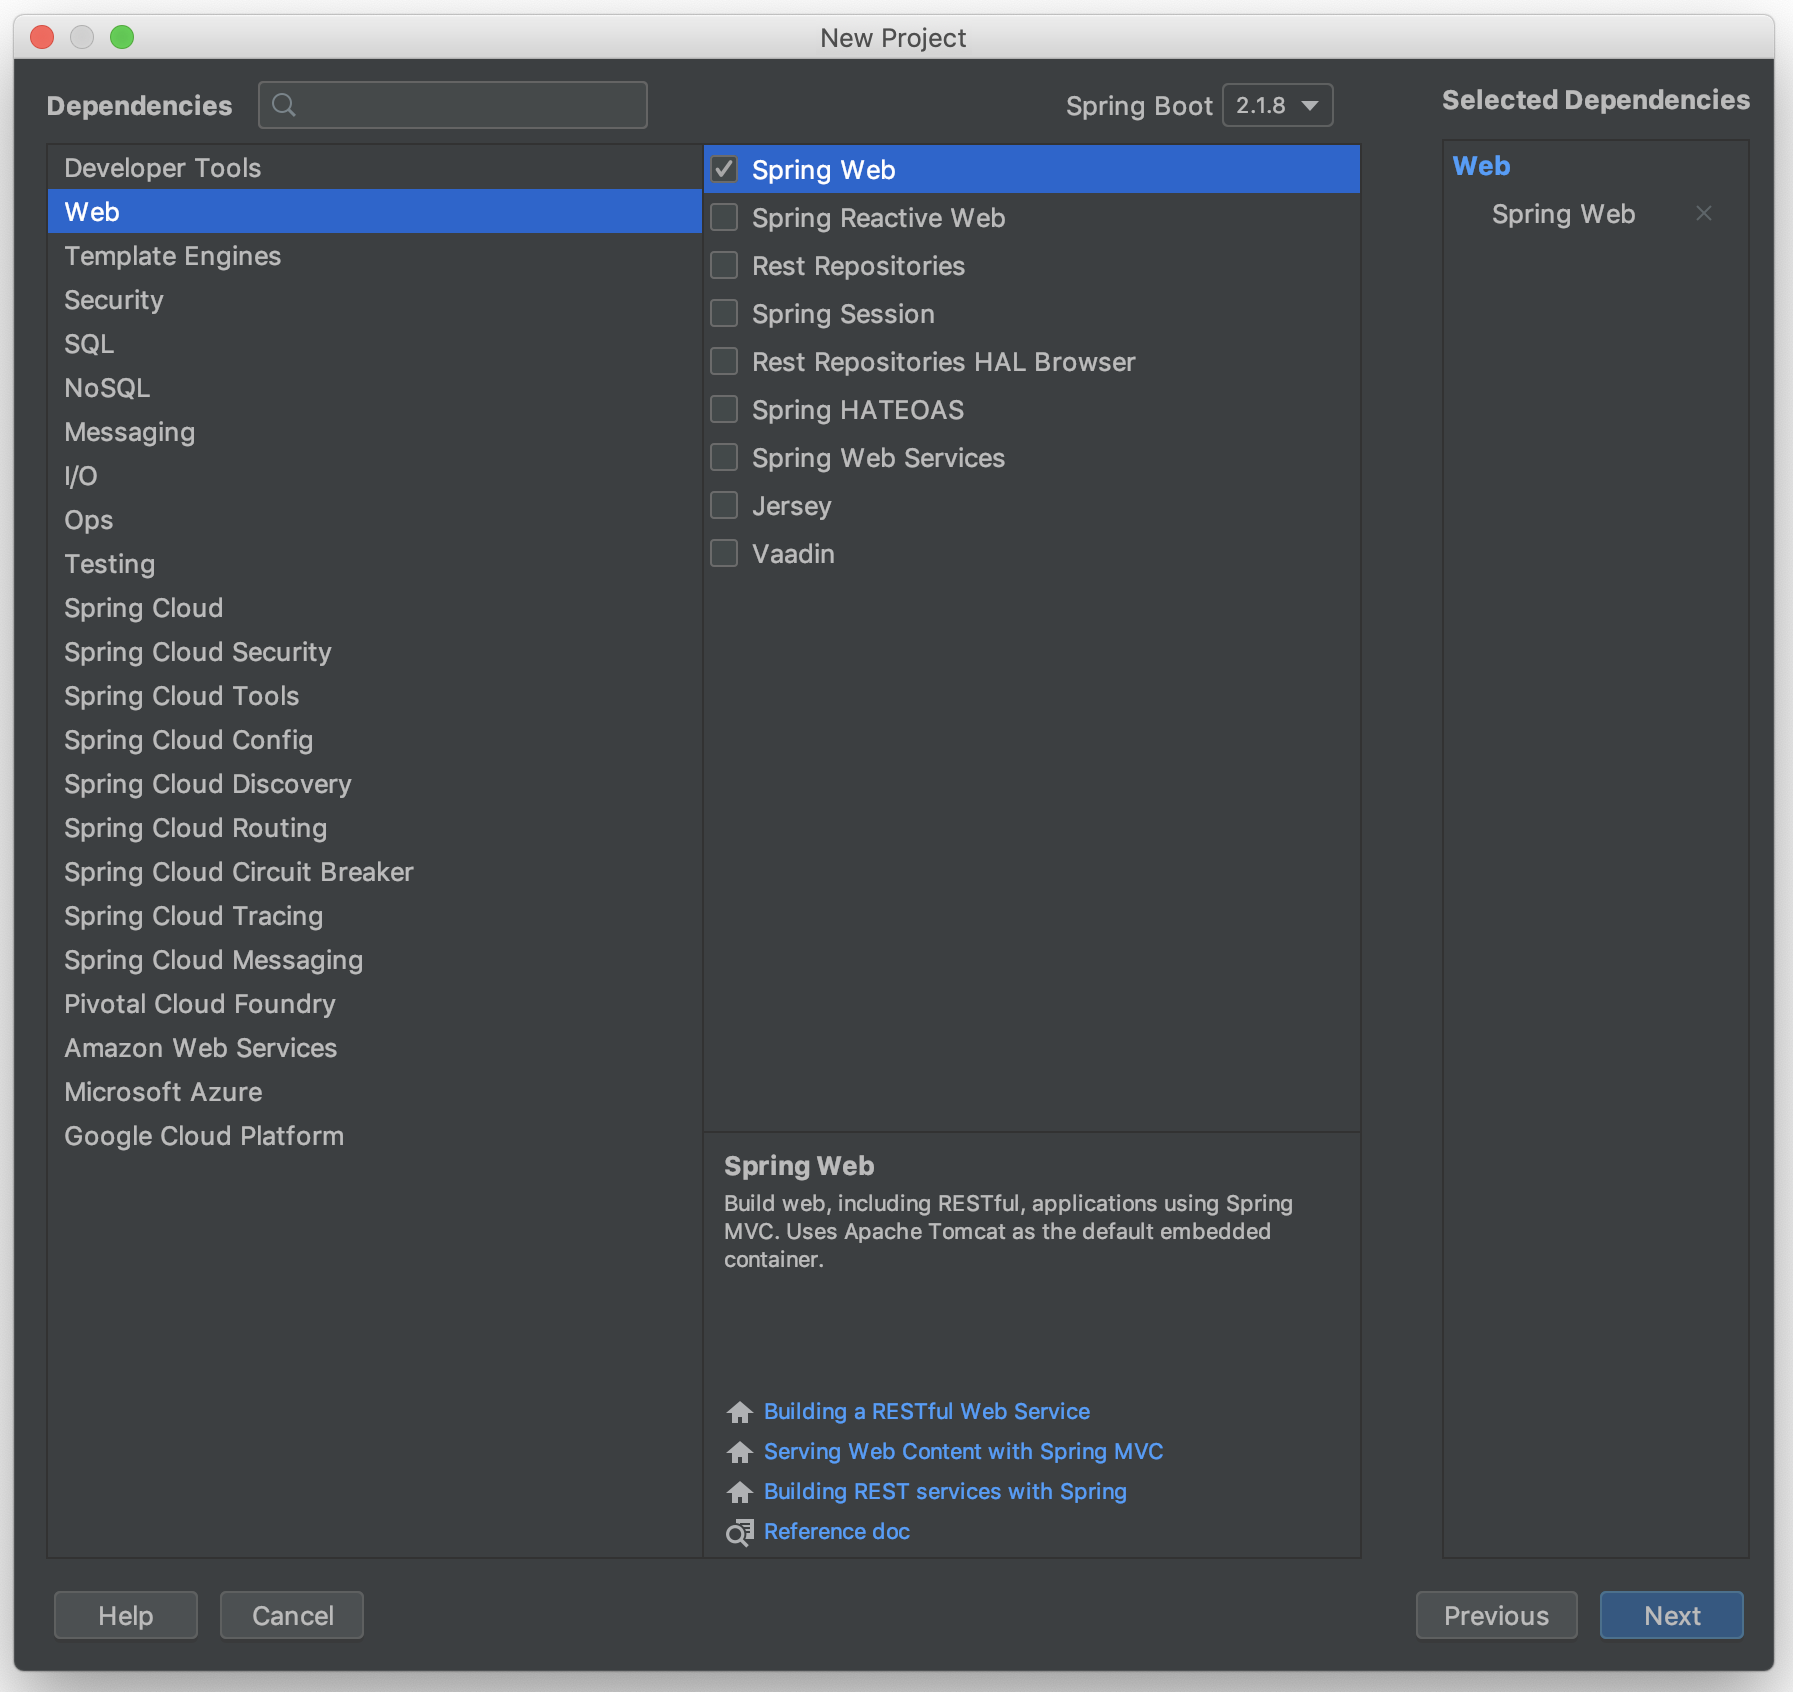 New Project
Dependencies
Spring Boot 2.1.8
Selected Dependencies
Developer Tools
Web
Template Engines
Security
SQL
NoSQL
Messaging
I/O
Ops
Testing
Spring Cloud
Spring Cloud Security
Spring Cloud Tools
Spring Cloud Config
Spring Cloud Discovery
Spring Cloud Routing
Spring Cloud Circuit Breaker
Spring Cloud Tracing
Spring Cloud Messaging
Pivotal Cloud Foundry
Amazon Web Services
Microsoft Azure
Google Cloud Platform
Spring Web
Spring Reactive Web
Rest Repositories
Spring Session
Rest Repositories HAL Browser
Spring HATEOAS
Spring Web Services
Jersey
Vaadin
Spring Web
Build web, including RESTful, applications using Spring
MVC. Uses Apache Tomcat as the default embedded
container.
Building a RESTful Web Service
Serving Web Content with Spring MVC
Building REST services with Spring
Reference doc
Web
Spring Web
Help
Cancel
Previous
Next